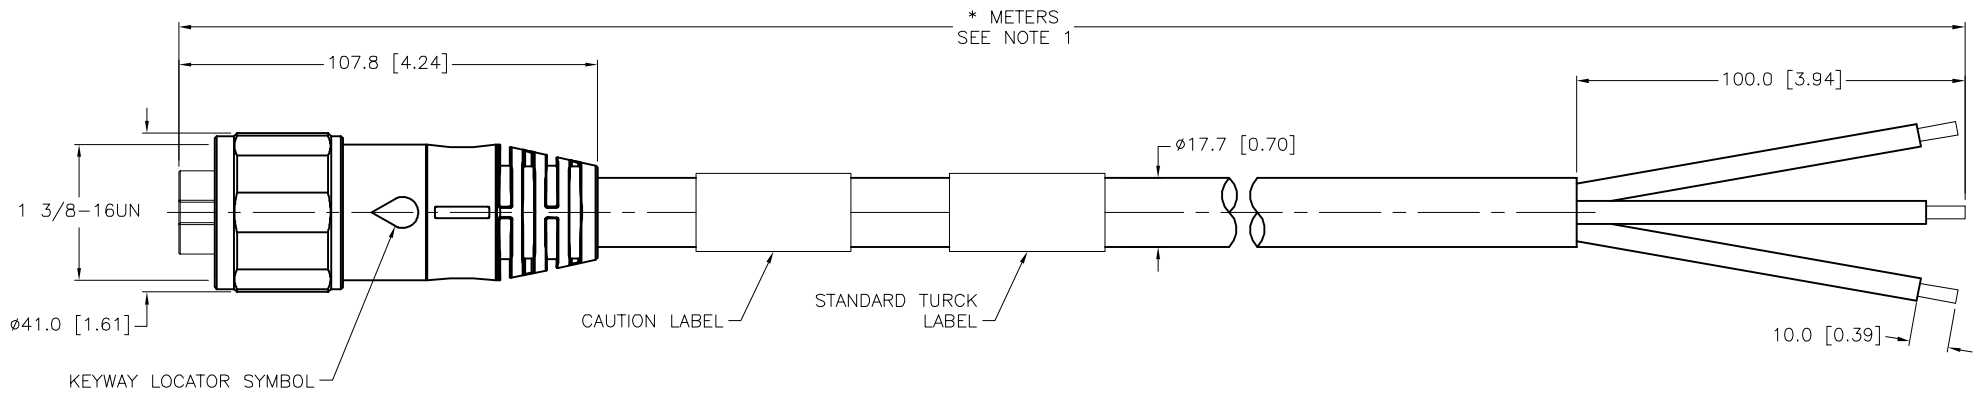 * METERS
SEE NOTE 1
107.8 [4.24]
100.0 [3.94]
ø17.7 [0.70]
1 3/8-16UN
STANDARD TURCK
LABEL
CAUTION LABEL
ø41.0 [1.61]
10.0 [0.39]
KEYWAY LOCATOR SYMBOL